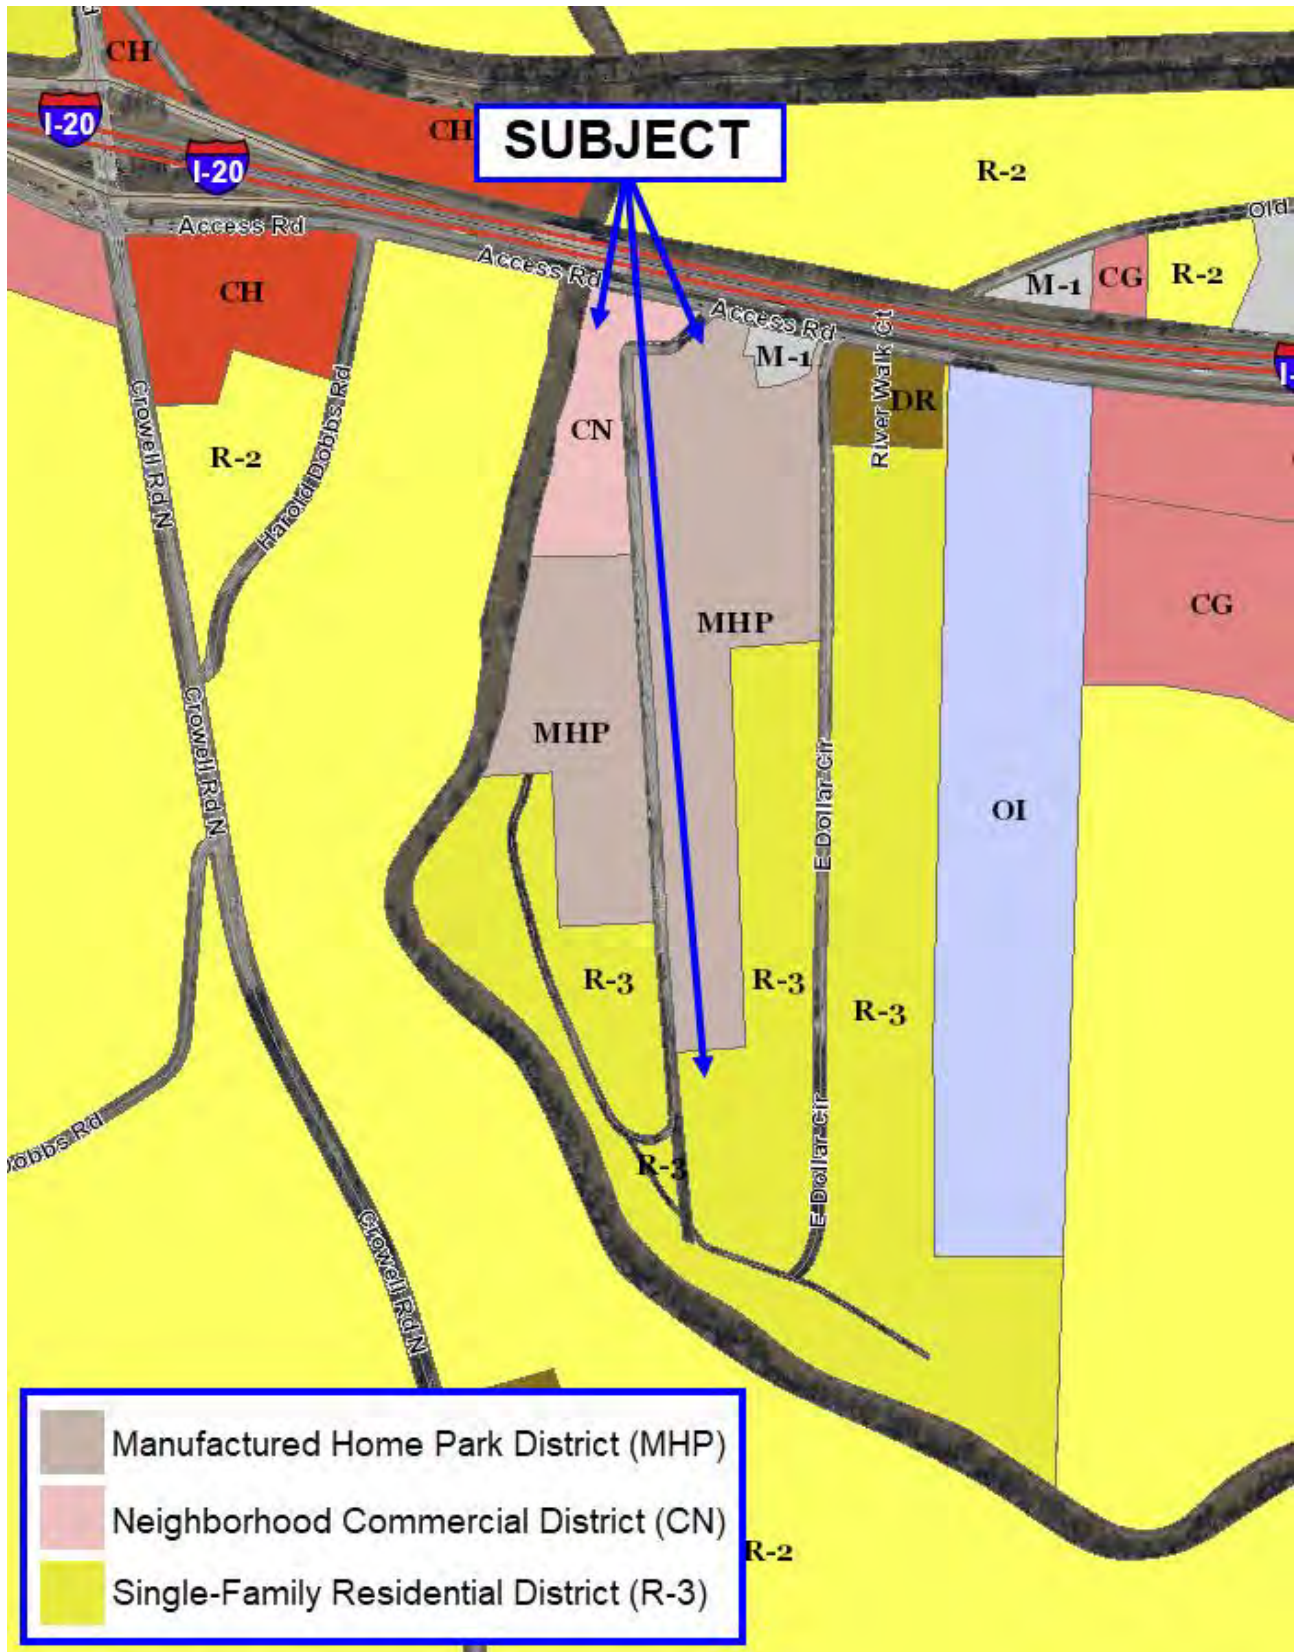 CH
I-20
I-20
CH
SUBJECT
R-2
Old
Access Rd
Access Rd
CH
M-1
CG
R-2
Access Rd
M-1
River Walk Ct
DR
CN
Crowell Rd N
R-2
Harold Dobbs Rd
CG
MHP
MHP
Crowell Rd N
E Dollar Cir
OI
R-3
R-3
R-3
Dobbs Rd
R-3
E Dollar Cir
Crowell Rd N
Manufactured Home Park District (MHP)
Neighborhood Commercial District (CN)
Single-Family Residential District (R-3)
R-2